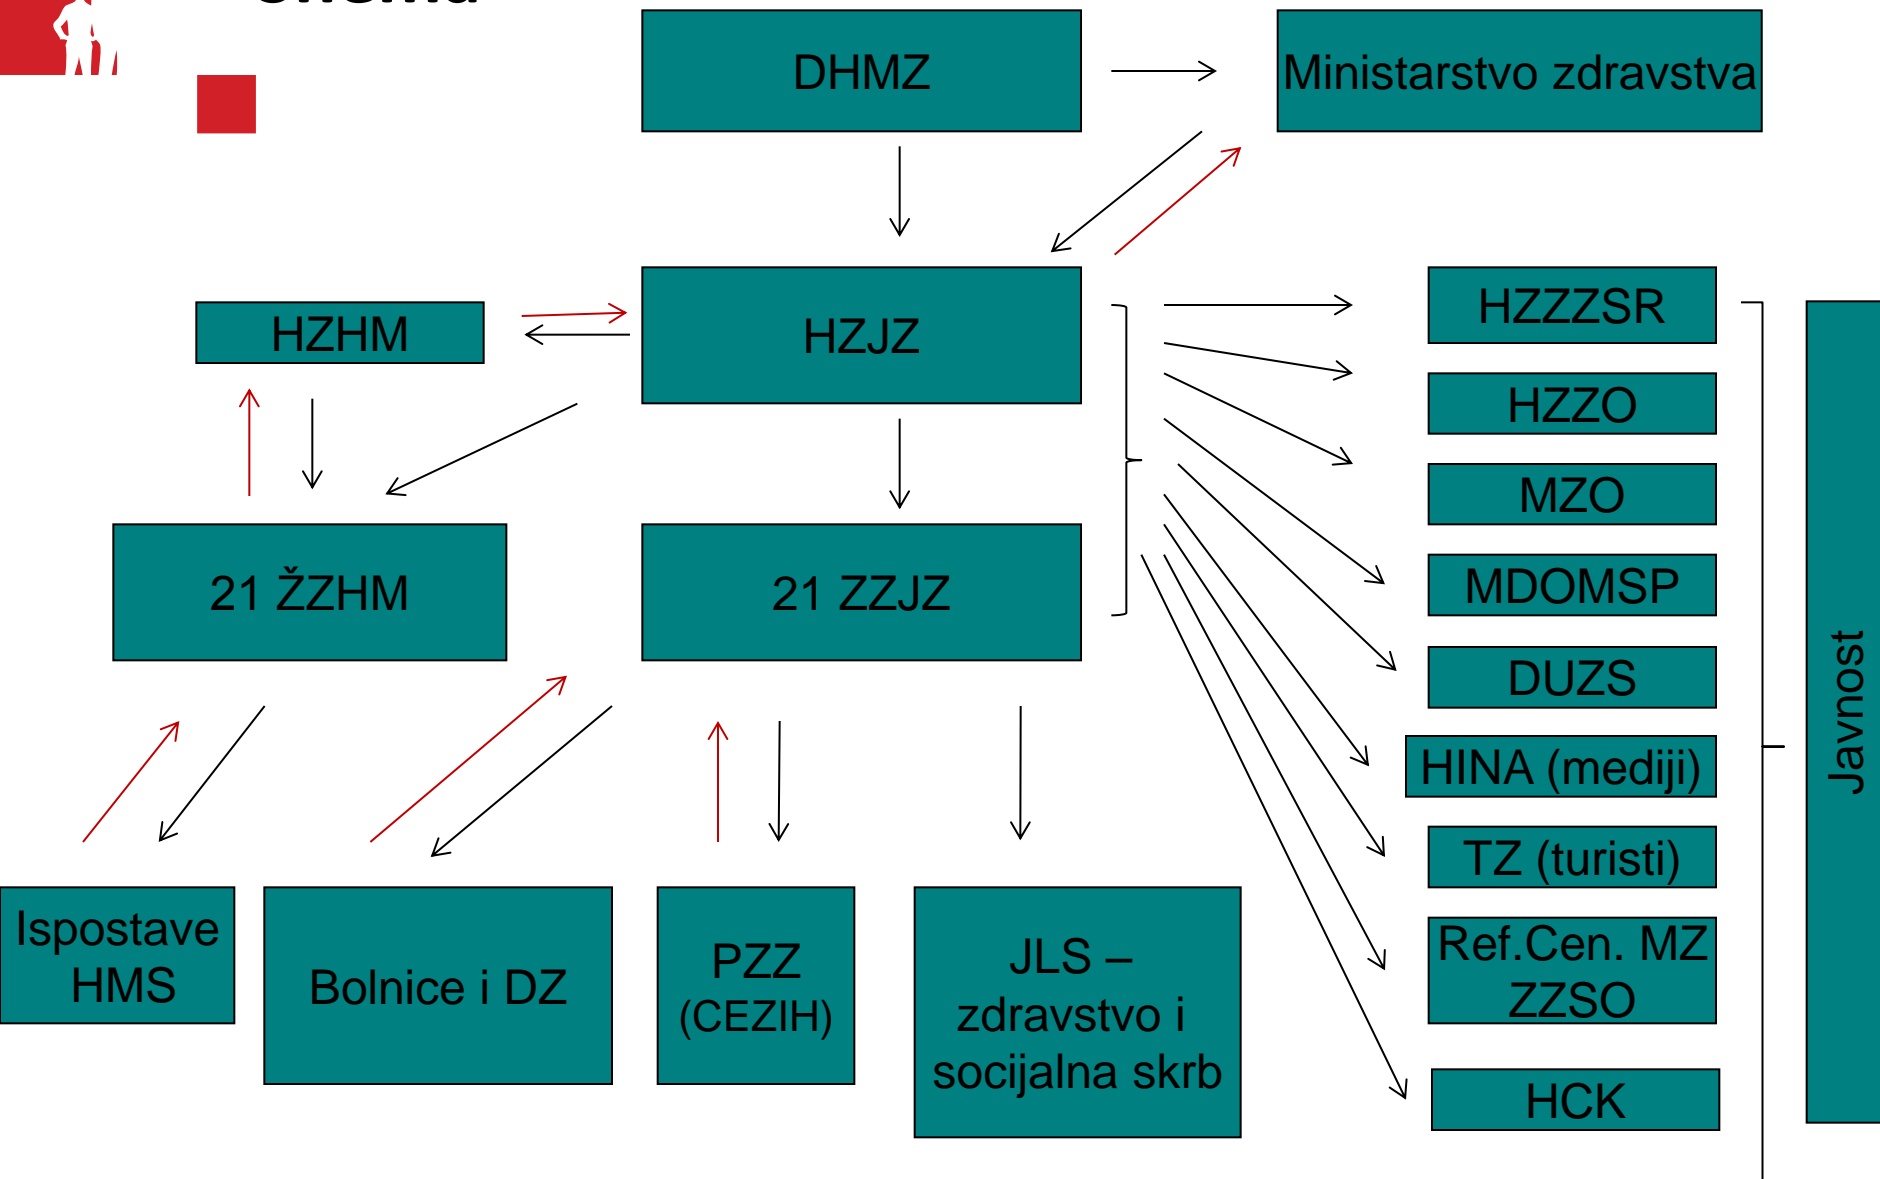 DHMZ
Ministarstvo zdravstva
HZHM
HZJZ
HZZZSR
HZZO
MZO
MDOMSP
DUZS
HINA (mediji)
TZ (turisti)
Ref.Cen. MZ
ZZSO
HCK
Javnost
21 ŽZHM
21 ZZJZ
Ispostave
HMS
Bolnice i DZ
PZZ
(CEZIH)
JLS –
zdravstvo i
socijalna skrb